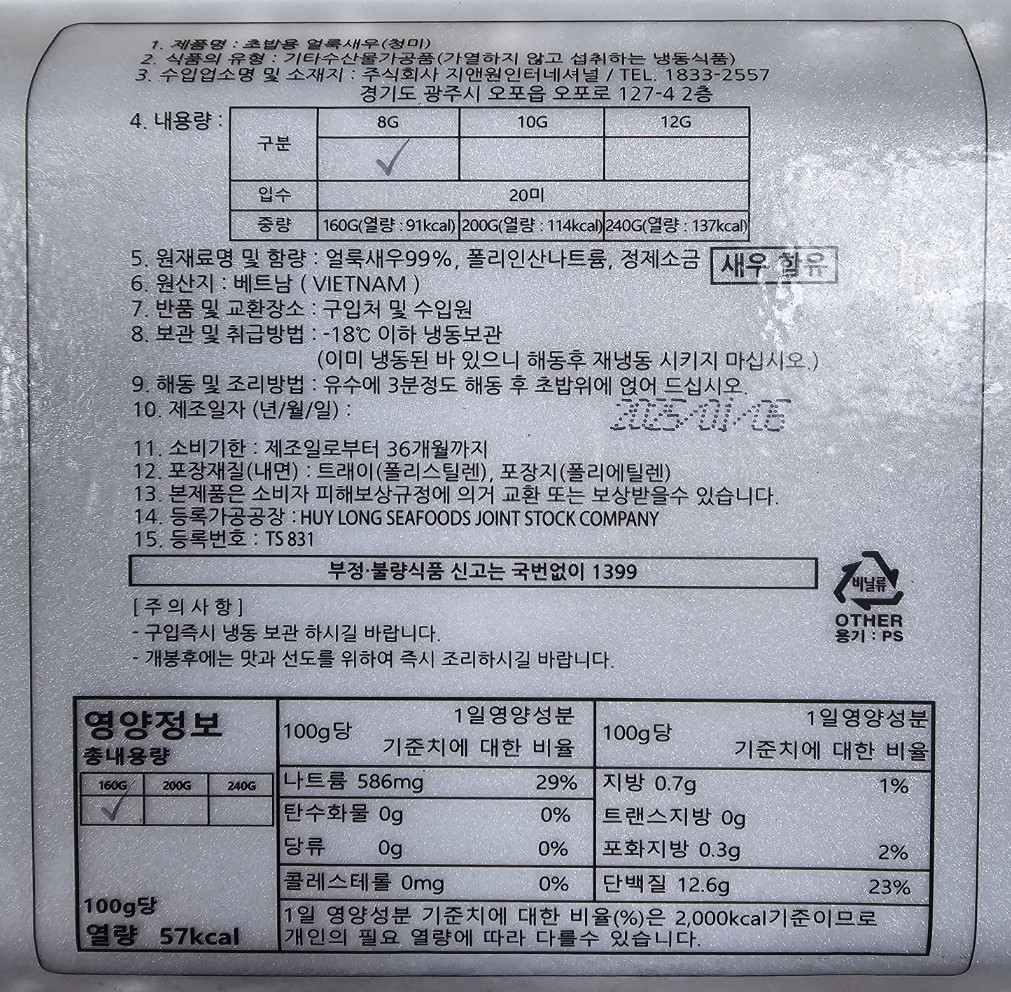 1. 제품명 : 초밥용 얼룩새우(청미)
2. 식품의 유형 : 기타수산물가공품(가열하지 않고 섭취하는 냉동식품)
3. 수입업소명 및 소재지 : 주식회사 지앤원인터네셔널 / TEL. 1833-2557
경기도 광주시 오포읍 오포로 127-4 2층
4. 내용량 :
구분 8G 10G 12G
✓
입수 20미
중량 160G(열량 : 91kcal) 200G(열량 : 114kcal) 240G(열량 : 137kcal)
5. 원재료명 및 함량 : 얼룩새우99%, 폴리인산나트륨, 정제소금 새우 함유
6. 원산지 : 베트남 ( VIETNAM )
7. 반품 및 교환장소 : 구입처 및 수입원
8. 보관 및 취급방법 : -18℃ 이하 냉동보관
(이미 냉동된 바 있으니 해동후 재냉동 시키지 마십시오.)
9. 해동 및 조리방법 : 유수에 3분정도 해동 후 초밥위에 얹어 드십시오.
10. 제조일자 (년/월/일) : 2025/01/06
11. 소비기한 : 제조일로부터 36개월까지
12. 포장재질(내면) : 트래이(폴리스틸렌), 포장지(폴리에틸렌)
13. 본제품은 소비자 피해보상규정에 의거 교환 또는 보상받을수 있습니다.
14. 등록가공공장 : HUY LONG SEAFOODS JOINT STOCK COMPANY
15. 등록번호 : TS 831
부정·불량식품 신고는 국번없이 1399
비닐류
OTHER
용기 : PS
[ 주 의 사 항 ]
- 구입즉시 냉동 보관 하시길 바랍니다.
- 개봉후에는 맛과 선도를 위하여 즉시 조리하시길 바랍니다.
영양정보
총내용량
160G 200G 240G
✓
100g당
열량 57kcal
100g당 1일영양성분
기준치에 대한 비율
나트륨 586mg 29%
탄수화물 0g 0%
당류 0g 0%
콜레스테롤 0mg 0%
100g당 1일영양성분
기준치에 대한 비율
지방 0.7g 1%
트랜스지방 0g
포화지방 0.3g 2%
단백질 12.6g 23%
1일 영양성분 기준치에 대한 비율(%)은 2,000kcal기준이므로
개인의 필요 열량에 따라 다를수 있습니다.